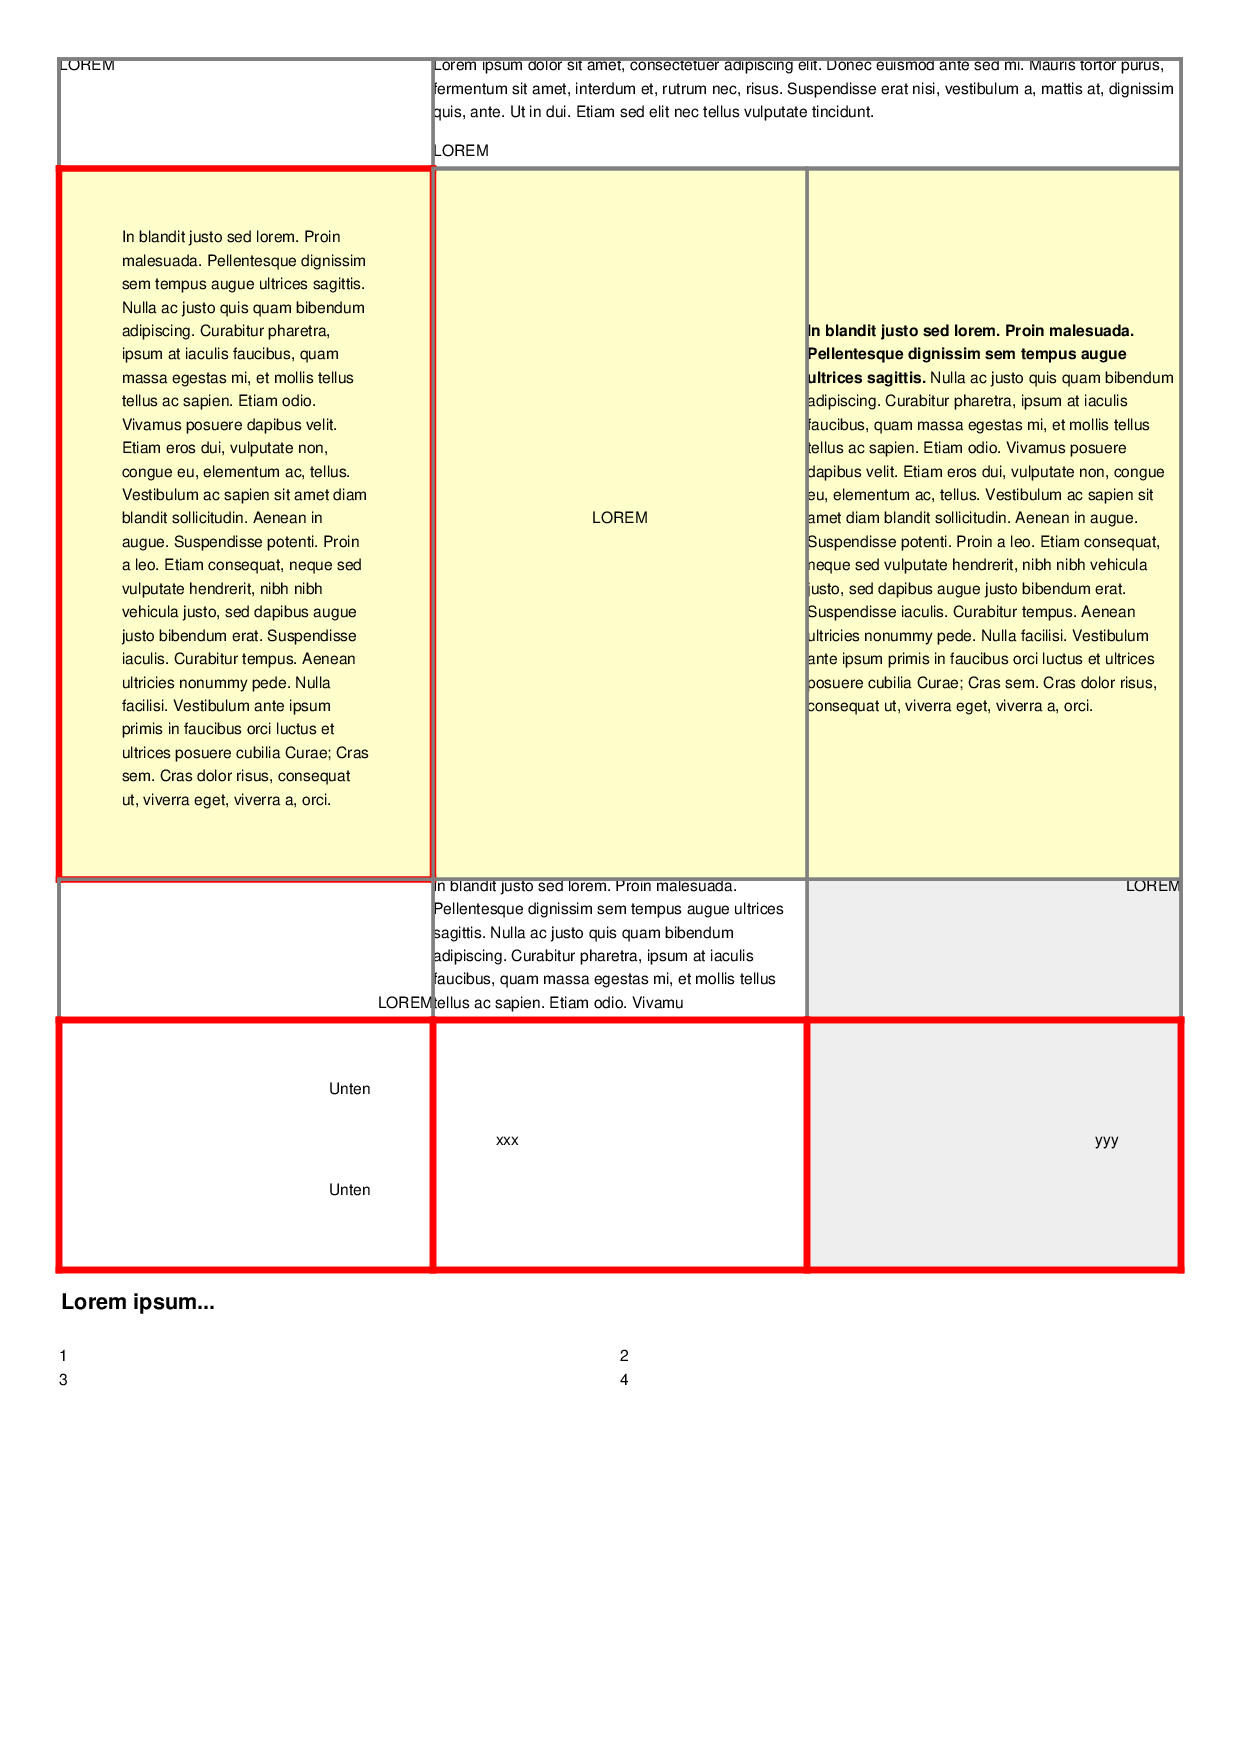 LOREM
Lorem ipsum dolor sit amet, consectetuer adipiscing elit. Donec euismod ante sed mi. Mauris tortor purus,
fermentum sit amet, interdum et, rutrum nec, risus. Suspendisse erat nisi, vestibulum a, mattis at, dignissim
quis, ante. Ut in dui. Etiam sed elit nec tellus vulputate tincidunt.
LOREM
In blandit justo sed lorem. Proin
malesuada. Pellentesque dignissim
sem tempus augue ultrices sagittis.
Nulla ac justo quis quam bibendum
adipiscing. Curabitur pharetra,
ipsum at iaculis faucibus, quam
massa egestas mi, et mollis tellus
tellus ac sapien. Etiam odio.
Vivamus posuere dapibus velit.
Etiam eros dui, vulputate non,
congue eu, elementum ac, tellus.
Vestibulum ac sapien sit amet diam
blandit sollicitudin. Aenean in
augue. Suspendisse potenti. Proin
a leo. Etiam consequat, neque sed
vulputate hendrerit, nibh nibh
vehicula justo, sed dapibus augue
justo bibendum erat. Suspendisse
iaculis. Curabitur tempus. Aenean
ultricies nonummy pede. Nulla
facilisi. Vestibulum ante ipsum
primis in faucibus orci luctus et
ultrices posuere cubilia Curae; Cras
sem. Cras dolor risus, consequat
ut, viverra eget, viverra a, orci.
LOREM
In blandit justo sed lorem. Proin malesuada.
Pellentesque dignissim sem tempus augue
ultrices sagittis. Nulla ac justo quis quam bibendum
adipiscing. Curabitur pharetra, ipsum at iaculis
faucibus, quam massa egestas mi, et mollis tellus
tellus ac sapien. Etiam odio. Vivamus posuere
dapibus velit. Etiam eros dui, vulputate non, congue
eu, elementum ac, tellus. Vestibulum ac sapien sit
amet diam blandit sollicitudin. Aenean in augue.
Suspendisse potenti. Proin a leo. Etiam consequat,
neque sed vulputate hendrerit, nibh nibh vehicula
justo, sed dapibus augue justo bibendum erat.
Suspendisse iaculis. Curabitur tempus. Aenean
ultricies nonummy pede. Nulla facilisi. Vestibulum
ante ipsum primis in faucibus orci luctus et ultrices
posuere cubilia Curae; Cras sem. Cras dolor risus,
consequat ut, viverra eget, viverra a, orci.
LOREM
In blandit justo sed lorem. Proin malesuada.
Pellentesque dignissim sem tempus augue ultrices
sagittis. Nulla ac justo quis quam bibendum
adipiscing. Curabitur pharetra, ipsum at iaculis
faucibus, quam massa egestas mi, et mollis tellus
tellus ac sapien. Etiam odio. Vivamu
LOREM
Unten
Unten
xxx
yyy
Lorem ipsum...
1 2
3 4